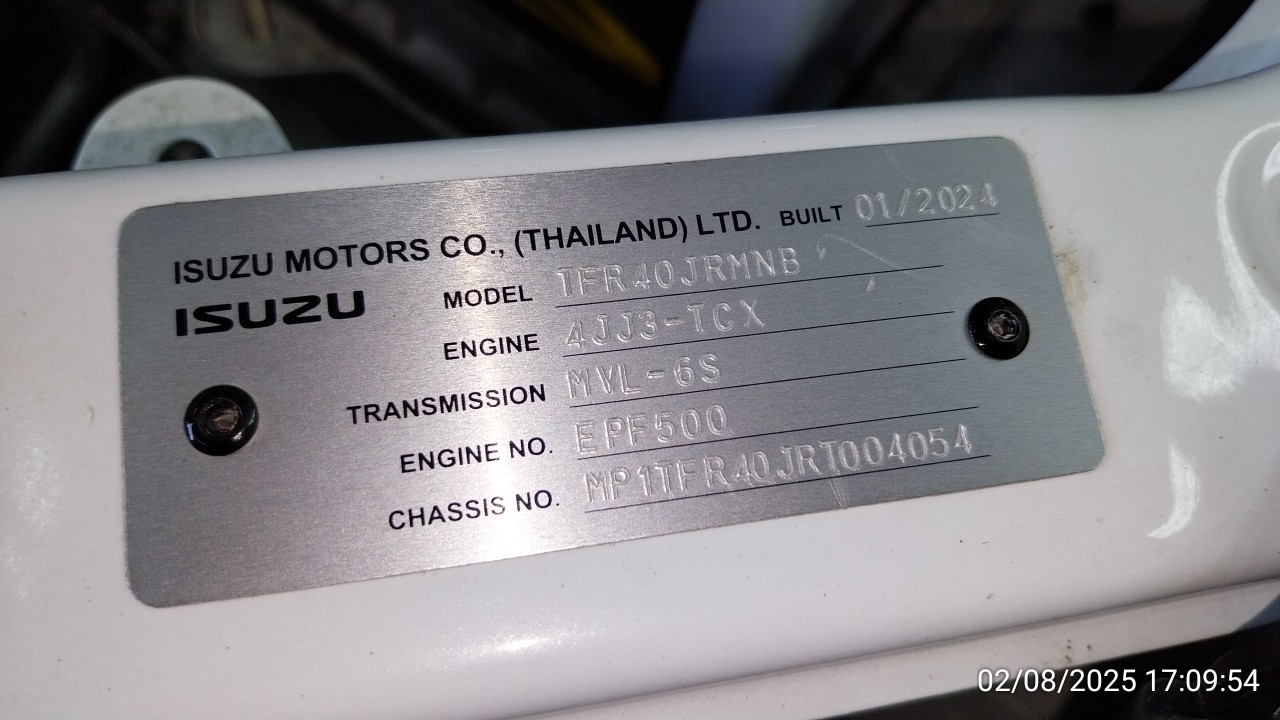 ISUZU MOTORS CO., (THAILAND) LTD. BUILT 01/2024
ISUZU
MODEL TFR40JRMNB
ENGINE 4JJ3-TCX
TRANSMISSION MVL-6S
ENGINE NO. EPF500
CHASSIS NO. MP1TFR40JRT004054
02/08/2025 17:09:54